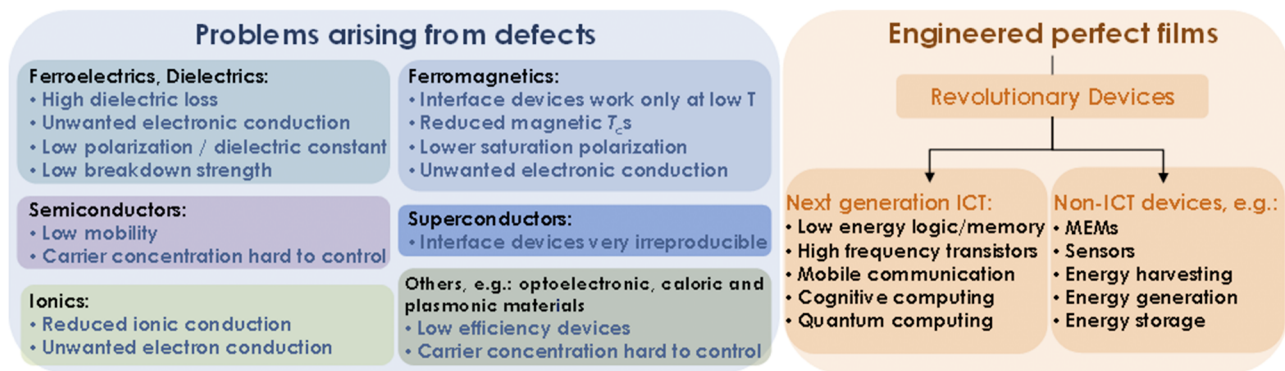 Problems arising from defects
Ferroelectrics, Dielectrics:
• High dielectric loss
• Unwanted electronic conduction
• Low polarization / dielectric constant
• Low breakdown strength
Semiconductors:
• Low mobility
• Carrier concentration hard to control
Ionics:
• Reduced ionic conduction
• Unwanted electron conduction
Ferromagnetics:
• Interface devices work only at low T
• Reduced magnetic Tcs
• Lower saturation polarization
• Unwanted electronic conduction
Superconductors:
• Interface devices very irreproducible
Others, e.g.: optoelectronic, caloric and
plasmonic materials
• Low efficiency devices
• Carrier concentration hard to control
Engineered perfect films
Revolutionary Devices
Next generation ICT:
• Low energy logic/memory
• High frequency transistors
• Mobile communication
• Cognitive computing
• Quantum computing
Non-ICT devices, e.g.:
• MEMs
• Sensors
• Energy harvesting
• Energy generation
• Energy storage